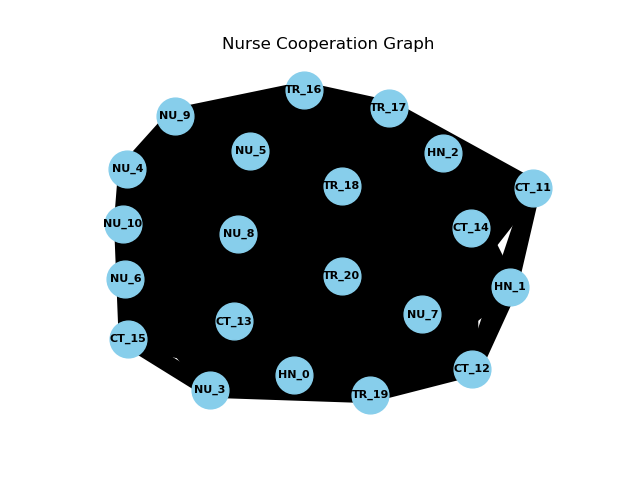 Nurse Cooperation Graph
TR_16
TR_17
NU_9
NU_5
HN_2
NU_4
TR_18
CT_11
NU_10
CT_14
NU_8
NU_6
TR_20
HN_1
CT_13
NU_7
CT_15
HN_0
CT_12
NU_3
TR_19